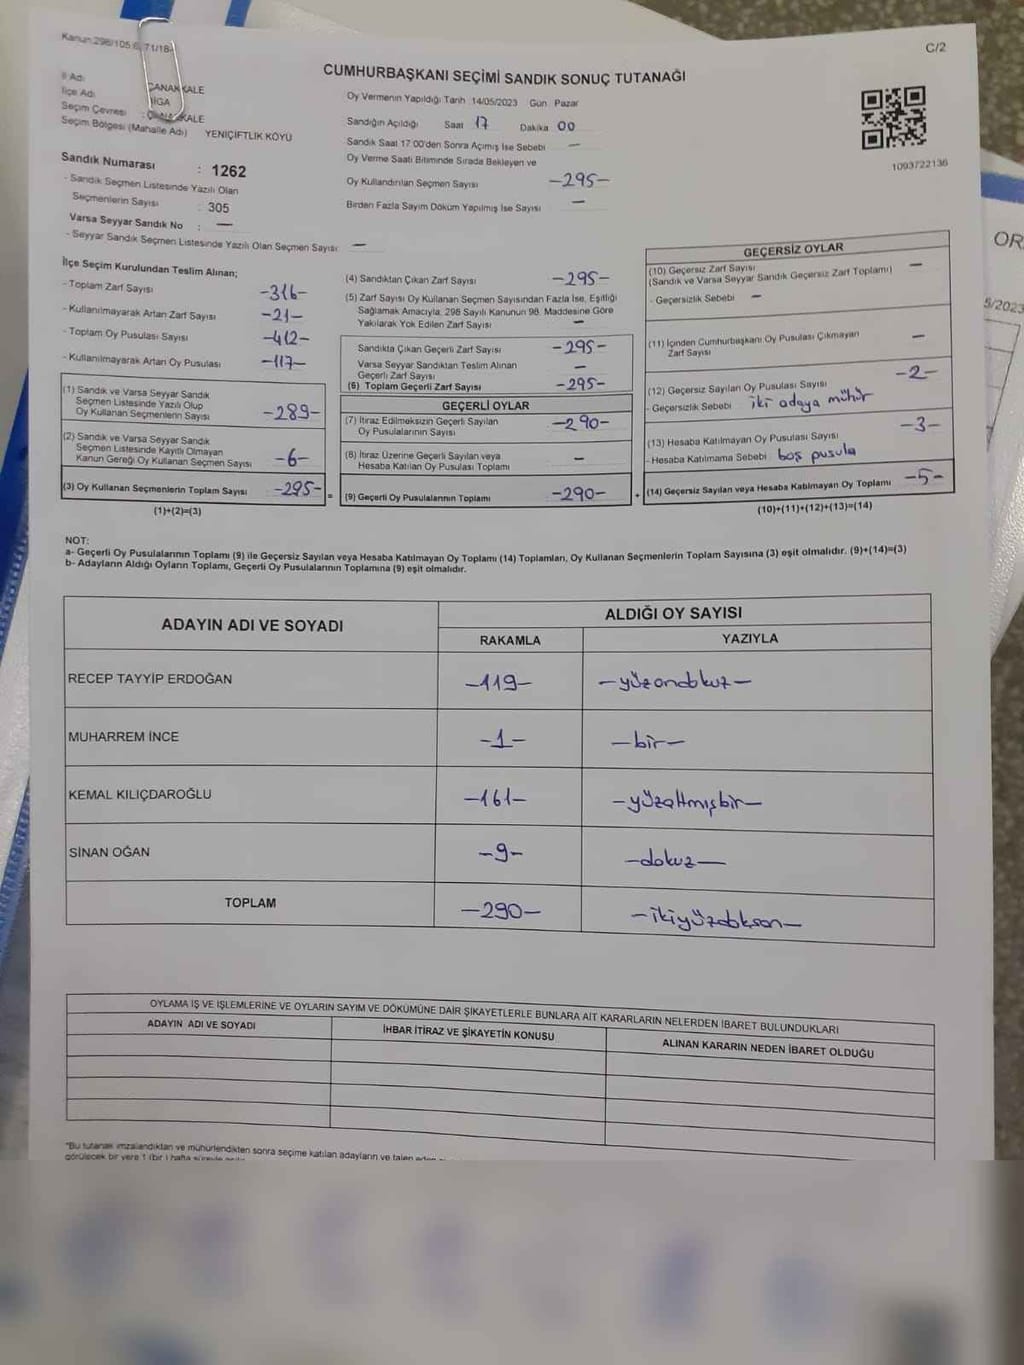 Kanun 298/105.6, 71/18-
C/2
CUMHURBAŞKANI SEÇİMİ SANDIK SONUÇ TUTANAĞI
İl Adı ÇANAKKALE
İlçe Adı : BİGA
Seçim Çevresi : ÇANAKKALE
Seçim Bölgesi (Mahalle Adı) YENİÇİFTLİK KÖYÜ
Sandık Numarası : 1262
- Sandık Seçmen Listesinde Yazılı Olan
Seçmenlerin Sayısı : 305
Varsa Seyyar Sandık No : —
- Seyyar Sandık Seçmen Listesinde Yazılı Olan Seçmen Sayısı: —
Oy Vermenin Yapıldığı Tarih 14/05/2023 Gün Pazar
Sandığın Açıldığı Saat 17 Dakika 00
Sandık Saat 17:00'den Sonra Açımış İse Sebebi —
Oy Verme Saati Bitiminde Sırada Bekleyen ve
Oy Kullandırılan Seçmen Sayısı -295-
Birden Fazla Sayım Döküm Yapılmış İse Sayısı —
1093722136
OR
5/2023
İlçe Seçim Kurulundan Teslim Alınan;
- Toplam Zarf Sayısı -316-
- Kullanılmayarak Artan Zarf Sayısı -21-
- Toplam Oy Pusulası Sayısı -412-
- Kullanılmayarak Artan Oy Pusulası -117-
(1) Sandık ve Varsa Seyyar Sandık
Seçmen Listesinde Yazılı Olup
Oy Kullanan Seçmenlerin Sayısı -289-
(2) Sandık ve Varsa Seyyar Sandık
Seçmen Listesinde Kayıtlı Olmayan
Kanun Gereği Oy Kullanan Seçmen Sayısı -6-
(3) Oy Kullanan Seçmenlerin Toplam Sayısı -295- =
(1)+(2)=(3)
(4) Sandıktan Çıkan Zarf Sayısı -295-
(5) Zarf Sayısı Oy Kullanan Seçmen Sayısından Fazla İse, Eşitliği
Sağlamak Amacıyla, 298 Sayılı Kanunun 98. Maddesine Göre
Yakılarak Yok Edilen Zarf Sayısı —
Sandıkta Çıkan Geçerli Zarf Sayısı -295-
Varsa Seyyar Sandıktan Teslim Alınan
Geçerli Zarf Sayısı —
(6) Toplam Geçerli Zarf Sayısı -295-
GEÇERLİ OYLAR
(7) İtiraz Edilmeksizin Geçerli Sayılan
Oy Pusulalarının Sayısı -290-
(8) İtiraz Üzerine Geçerli Sayılan veya
Hesaba Katılan Oy Pusulası Toplamı —
(9) Geçerli Oy Pusulalarının Toplamı -290- +
GEÇERSİZ OYLAR
(10) Geçersiz Zarf Sayısı
(Sandık ve Varsa Seyyar Sandık Geçersiz Zarf Toplamı) —
- Geçersizlik Sebebi —
(11) İçinden Cumhurbaşkanı Oy Pusulası Çıkmayan
Zarf Sayısı —
(12) Geçersiz Sayılan Oy Pusulası Sayısı -2-
- Geçersizlik Sebebi iki adaya mühür
(13) Hesaba Katılmayan Oy Pusulası Sayısı -3-
- Hesaba Katılmama Sebebi boş pusula
(14) Geçersiz Sayılan veya Hesaba Katılmayan Oy Toplamı -5-
(10)+(11)+(12)+(13)=(14)
NOT:
a- Geçerli Oy Pusulalarının Toplamı (9) ile Geçersiz Sayılan veya Hesaba Katılmayan Oy Toplamı (14) Toplamları, Oy Kullanan Seçmenlerin Toplam Sayısına (3) eşit olmalıdır. (9)+(14)=(3)
b- Adayların Aldığı Oyların Toplamı, Geçerli Oy Pusulalarının Toplamına (9) eşit olmalıdır.
ADAYIN ADI VE SOYADI ALDIĞI OY SAYISI
RAKAMLA YAZIYLA
RECEP TAYYİP ERDOĞAN -119- -yüzondokuz-
MUHARREM İNCE -1- -bir-
KEMAL KILIÇDAROĞLU -161- -yüzaltmışbir-
SİNAN OĞAN -9- -dokuz-
TOPLAM -290- -ikiyüzdoksan-
OYLAMA İŞ VE İŞLEMLERİNE VE OYLARIN SAYIM VE DÖKÜMÜNE DAİR ŞİKAYETLERLE BUNLARA AİT KARARLARIN NELERDEN İBARET BULUNDUKLARI
ADAYIN ADI VE SOYADI İHBAR İTİRAZ VE ŞİKAYETİN KONUSU ALINAN KARARIN NEDEN İBARET OLDUĞU
*Bu tutanak imzalandıktan ve mühürlendikten sonra seçime katılan adayların ve talep eden
görülecek bir yere 1 (bir) hafta süreyle